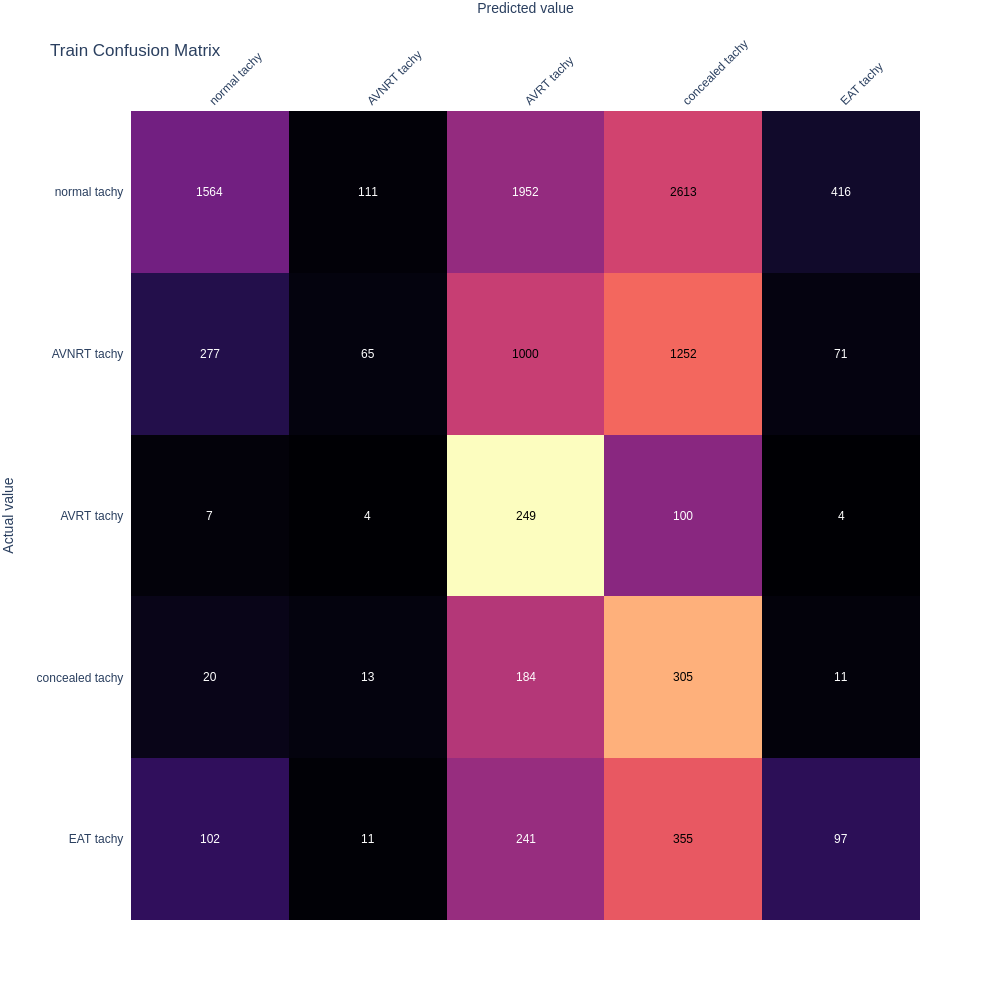 Predicted value
Train Confusion Matrix
normal tachy AVNRT tachy AVRT tachy concealed tachy EAT tachy
normal tachy 1564 111 1952 2613 416
AVNRT tachy 277 65 1000 1252 71
Actual value
AVRT tachy 7 4 249 100 4
concealed tachy 20 13 184 305 11
EAT tachy 102 11 241 355 97